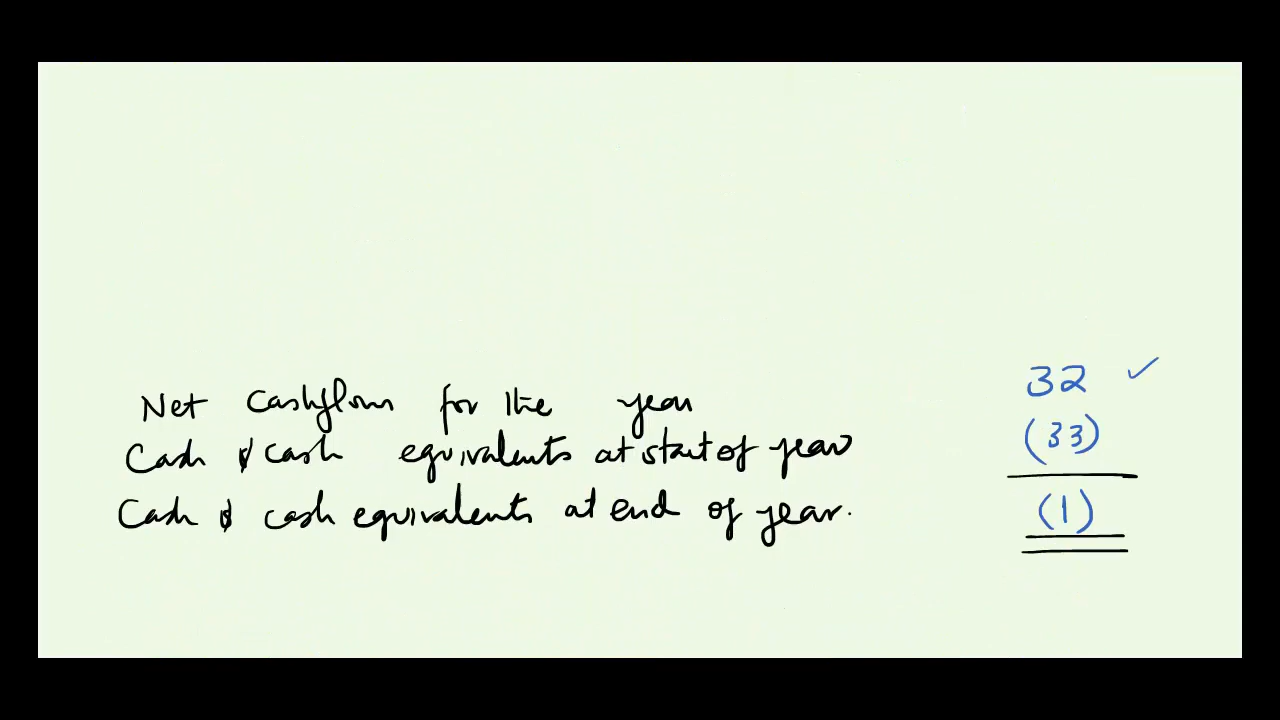 Net Cashflow for the year 32 ✓
Cash & cash equivalents at start of year (33)
Cash & cash equivalents at end of year. (1)